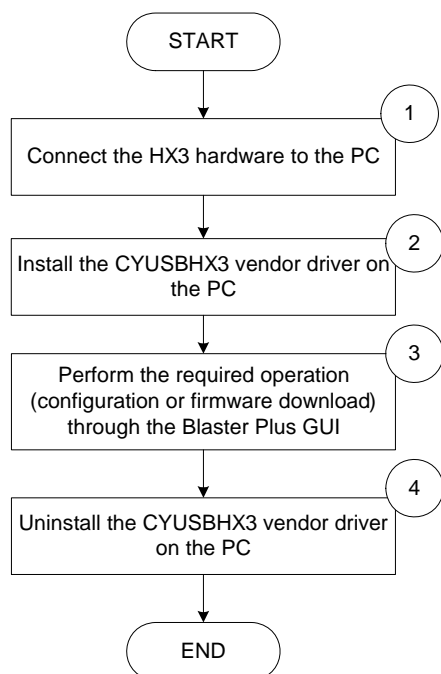 START
1
Connect the HX3 hardware to the PC
2
Install the CYUSBHX3 vendor driver on
the PC
3
Perform the required operation
(configuration or firmware download)
through the Blaster Plus GUI
4
Uninstall the CYUSBHX3 vendor driver
on the PC
END